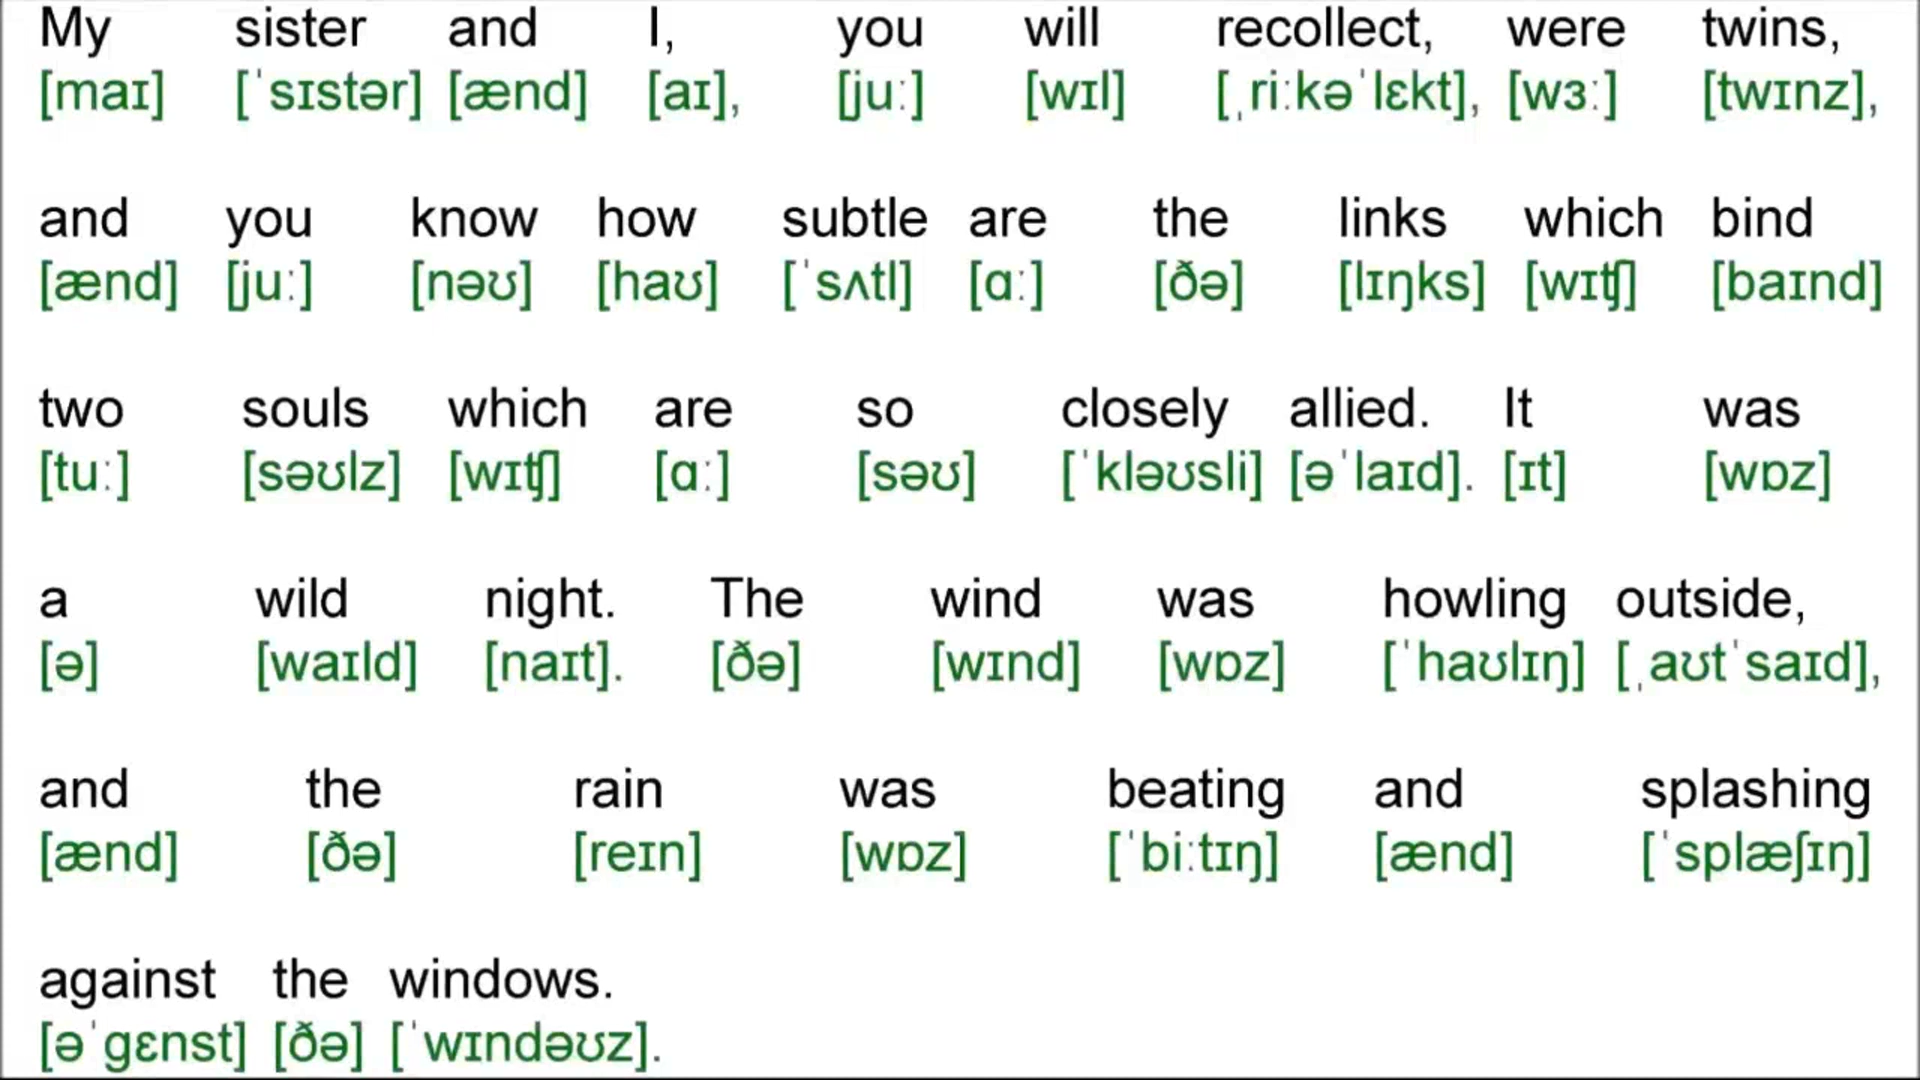 My sister and I, you will recollect, were twins,
[maɪ] [ˈsɪstər] [ænd] [aɪ], [juː] [wɪl] [ˌriːkəˈlɛkt], [wɜː] [twɪnz],
and you know how subtle are the links which bind
[ænd] [juː] [nəʊ] [haʊ] [ˈsʌtl] [ɑː] [ðə] [lɪŋks] [wɪʧ] [baɪnd]
two souls which are so closely allied. It was
[tuː] [səʊlz] [wɪʧ] [ɑː] [səʊ] [ˈkləʊsli] [əˈlaɪd]. [ɪt] [wɒz]
a wild night. The wind was howling outside,
[ə] [waɪld] [naɪt]. [ðə] [wɪnd] [wɒz] [ˈhaʊlɪŋ] [ˌaʊtˈsaɪd],
and the rain was beating and splashing
[ænd] [ðə] [reɪn] [wɒz] [ˈbiːtɪŋ] [ænd] [ˈsplæʃɪŋ]
against the windows.
[əˈgɛnst] [ðə] [ˈwɪndəʊz].